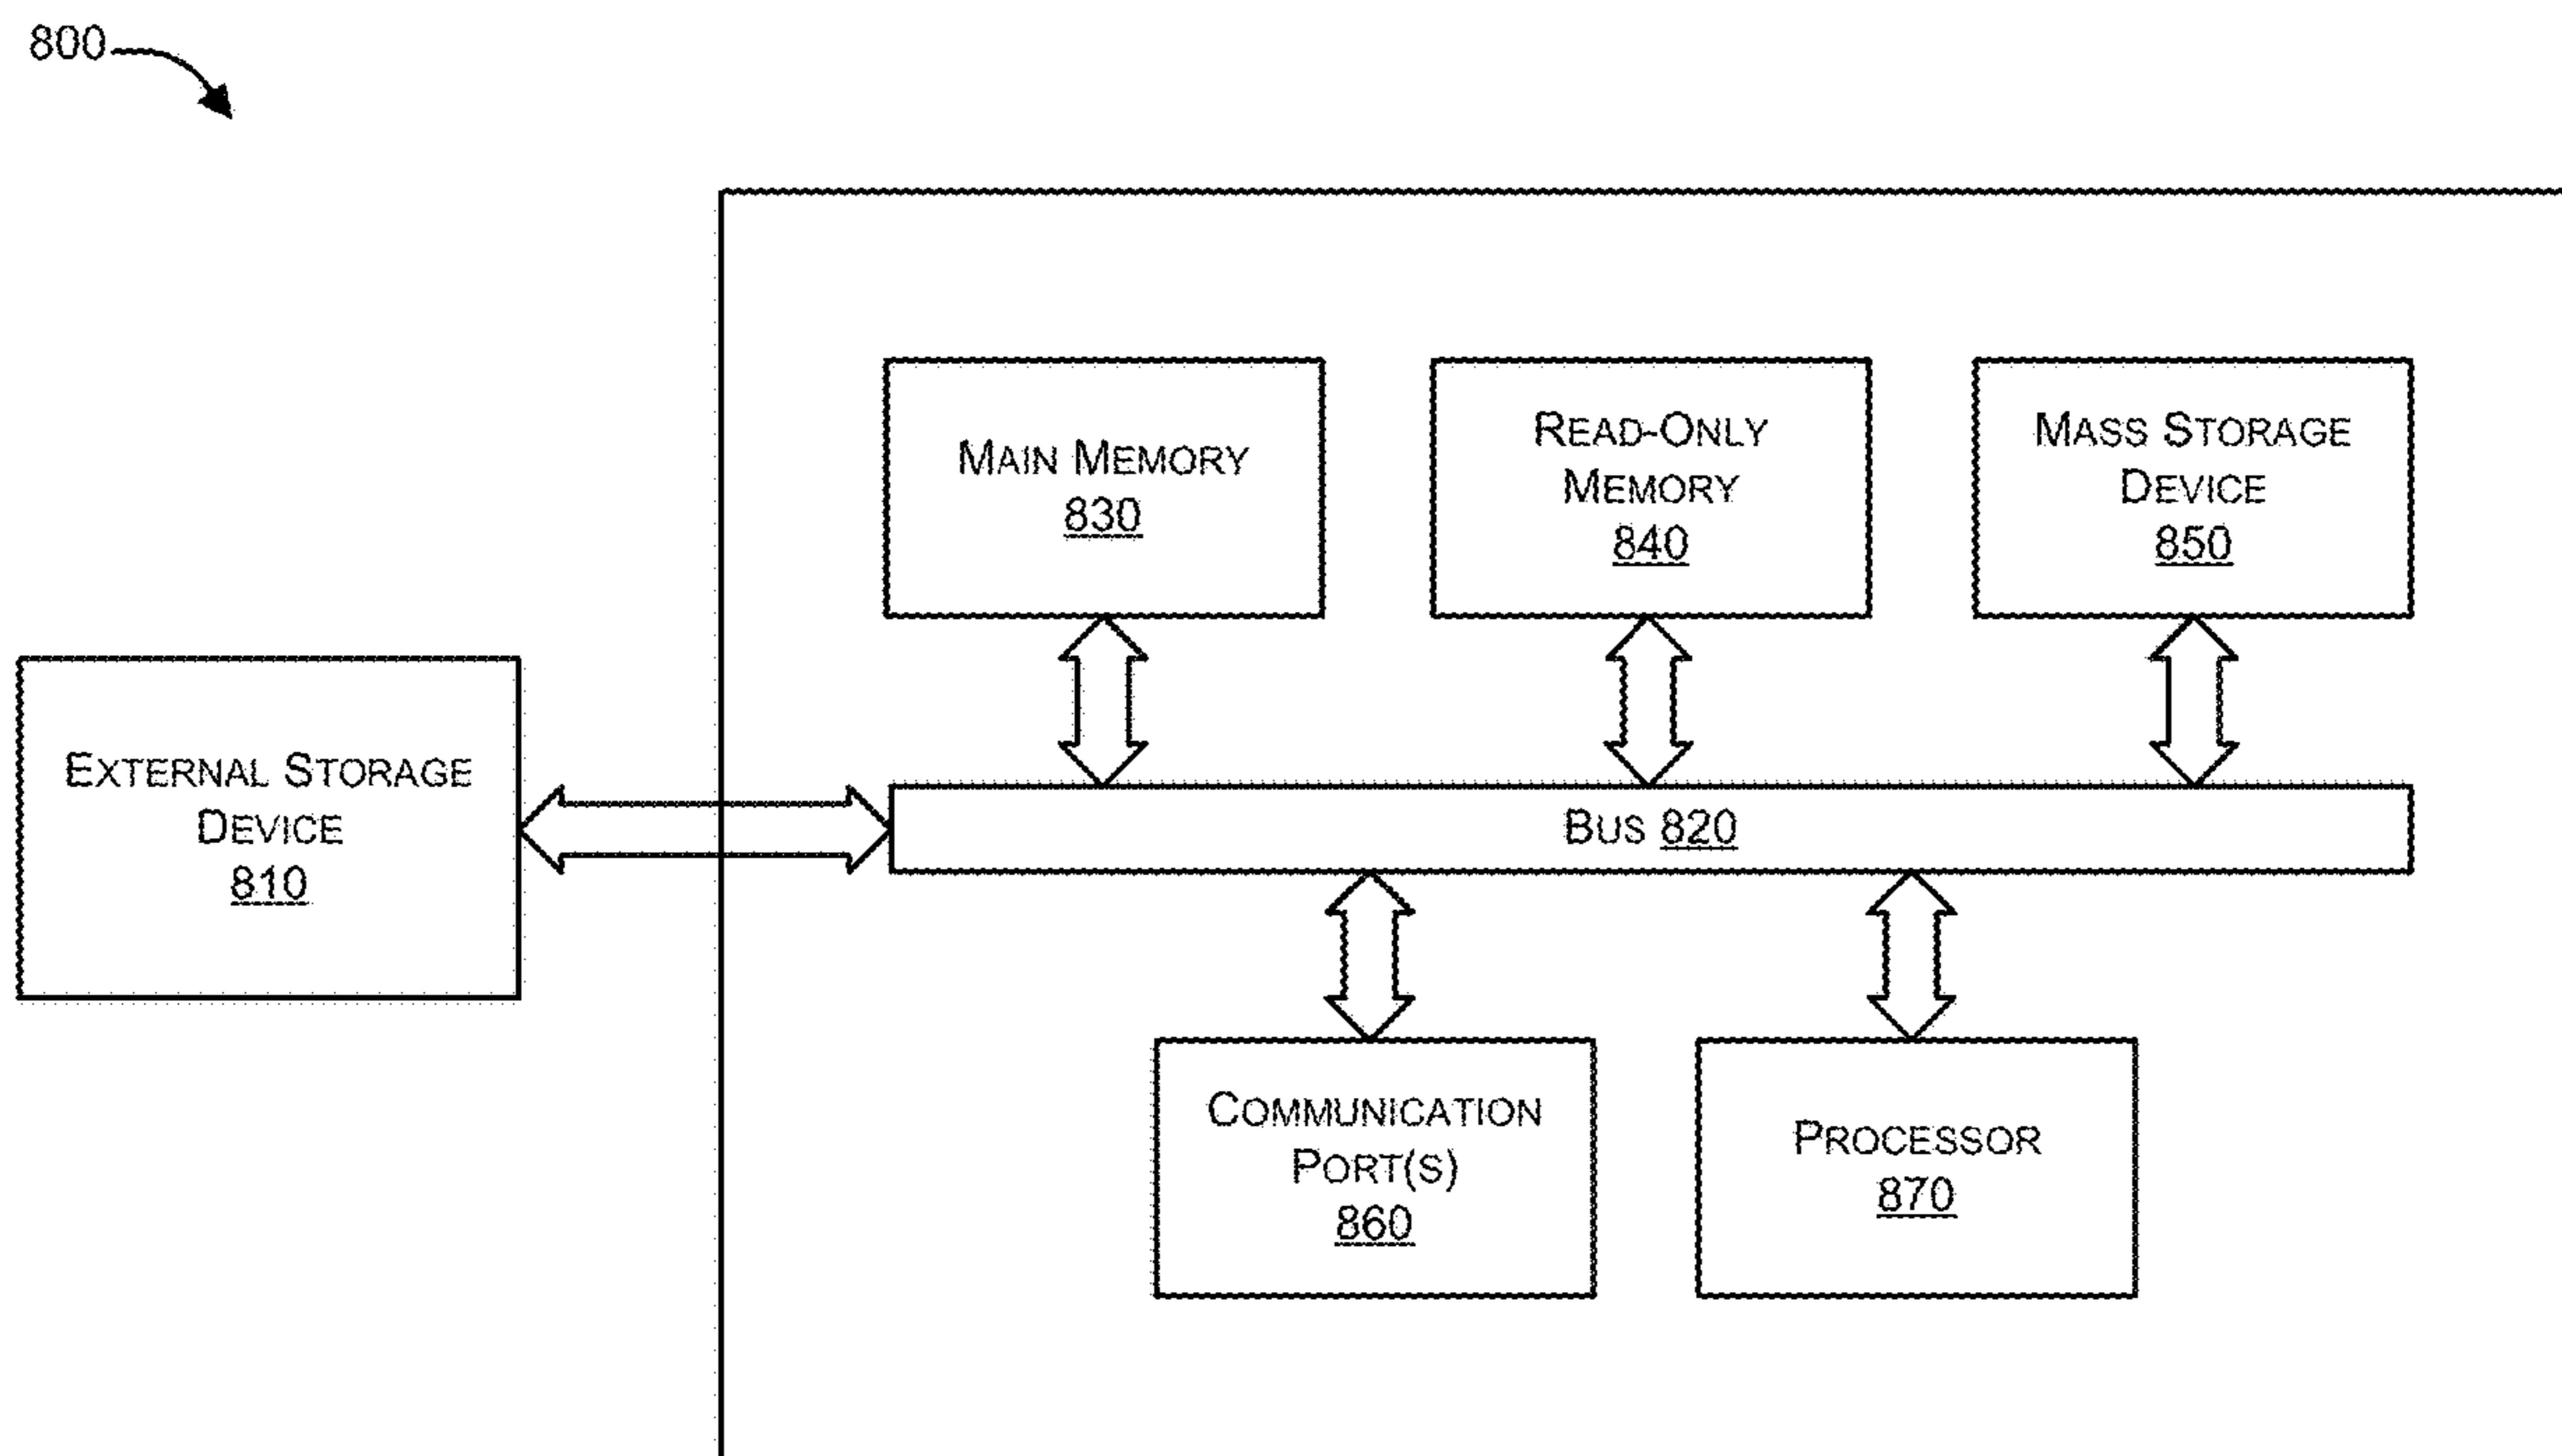 800
MAIN MEMORY
830
READ-ONLY
MEMORY
840
MASS STORAGE
DEVICE
850
EXTERNAL STORAGE
DEVICE
810
BUS 820
COMMUNICATION
PORT(S)
860
PROCESSOR
870